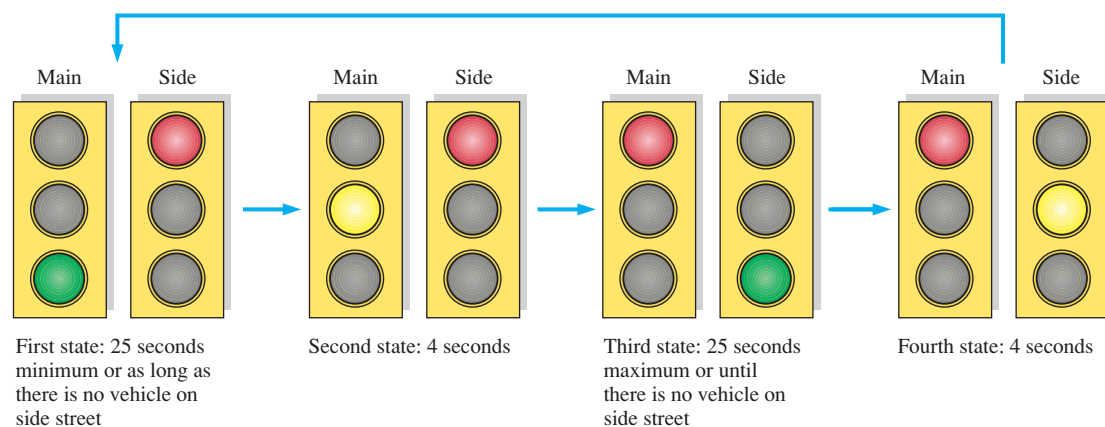 Main
Side
Main
Side
Main
Side
Main
Side
First state: 25 seconds
minimum or as long as
there is no vehicle on
side street
Second state: 4 seconds
Third state: 25 seconds
maximum or until
there is no vehicle on
side street
Fourth state: 4 seconds